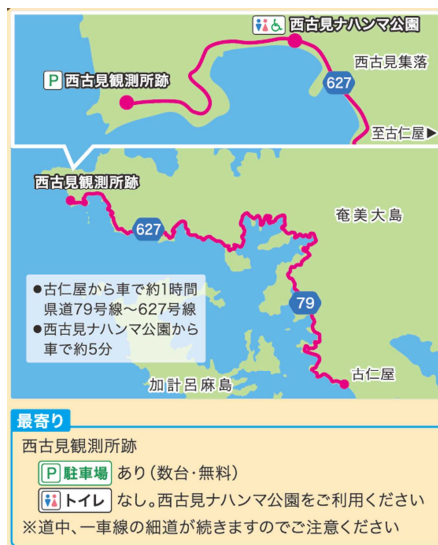 西古見ナハンマ公園
P 西古見観測所跡
西古見集落
627
至古仁屋▶
西古見観測所跡
627
奄美大島
●古仁屋から車で約1時間
県道79号線〜627号線
●西古見ナハンマ公園から
車で約5分
79
加計呂麻島
古仁屋
最寄り
西古見観測所跡
P 駐車場 あり(数台・無料)
トイレ なし。西古見ナハンマ公園をご利用ください
※道中、一車線の細道が続きますのでご注意ください